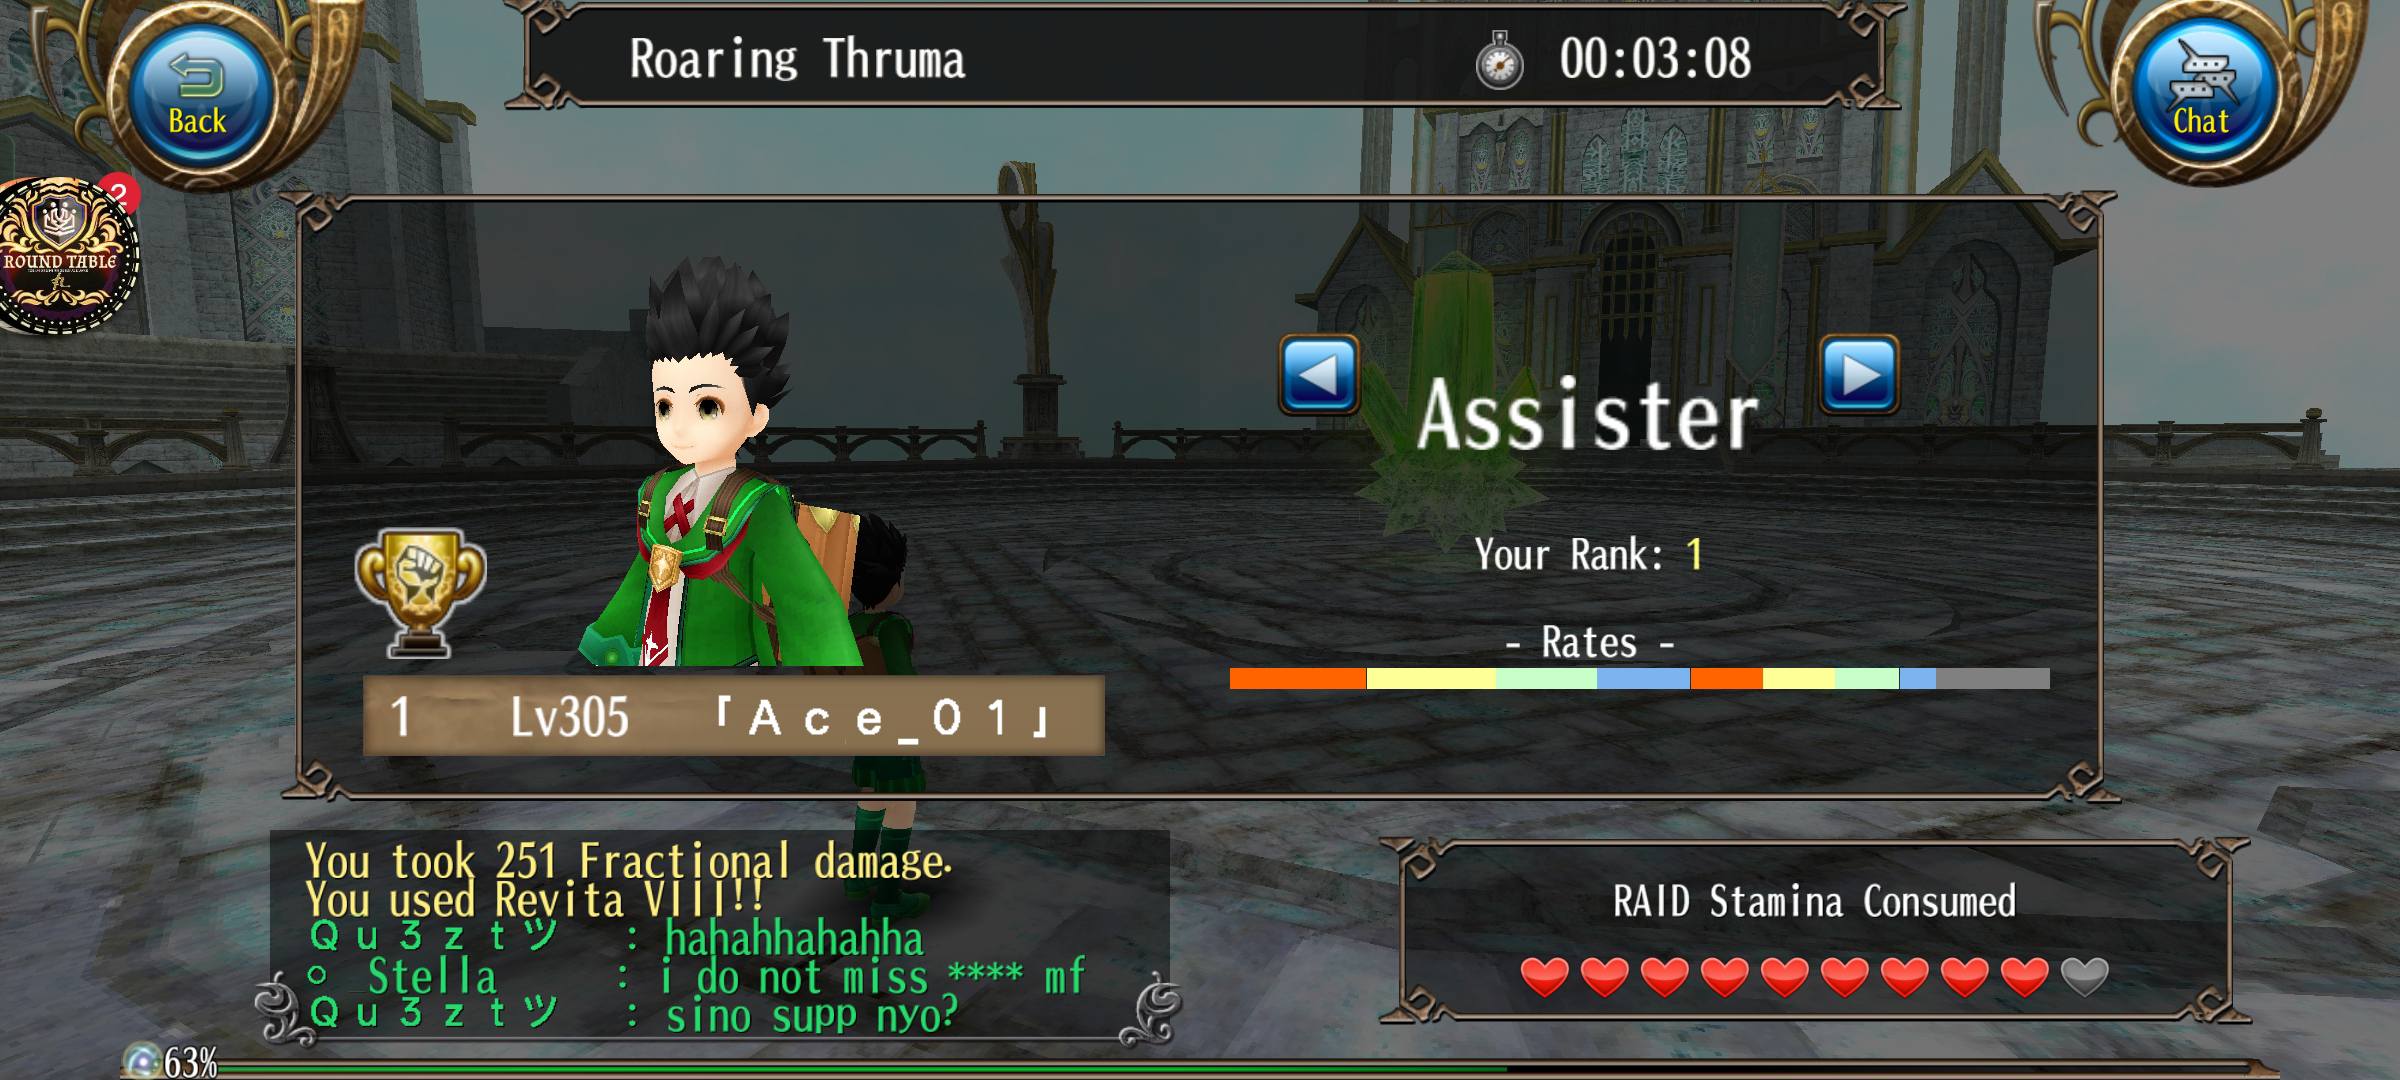 Back
Roaring Thruma 00:03:08
Chat
2
ROUND TABLE
Assister
Your Rank: 1
- Rates -
1 Lv305 「Ace_01」
You took 251 Fractional damage.
You used Revita VIII!!
Qu3ztツ : hahahhahahha
○ Stella : i do not miss **** mf
Qu3ztツ : sino supp nyo?
RAID Stamina Consumed
63%